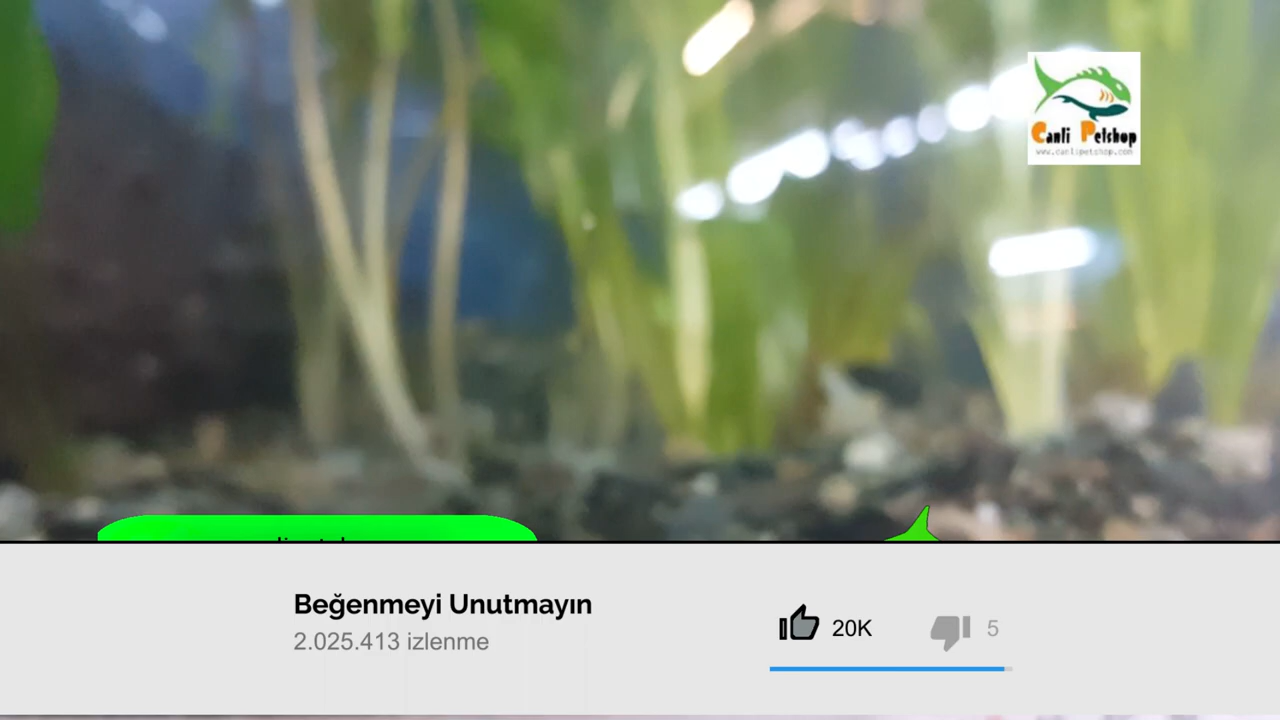 Canli Petshop
www.canlipetshop.com
Beğenmeyi Unutmayın
2.025.413 izlenme
20K
5